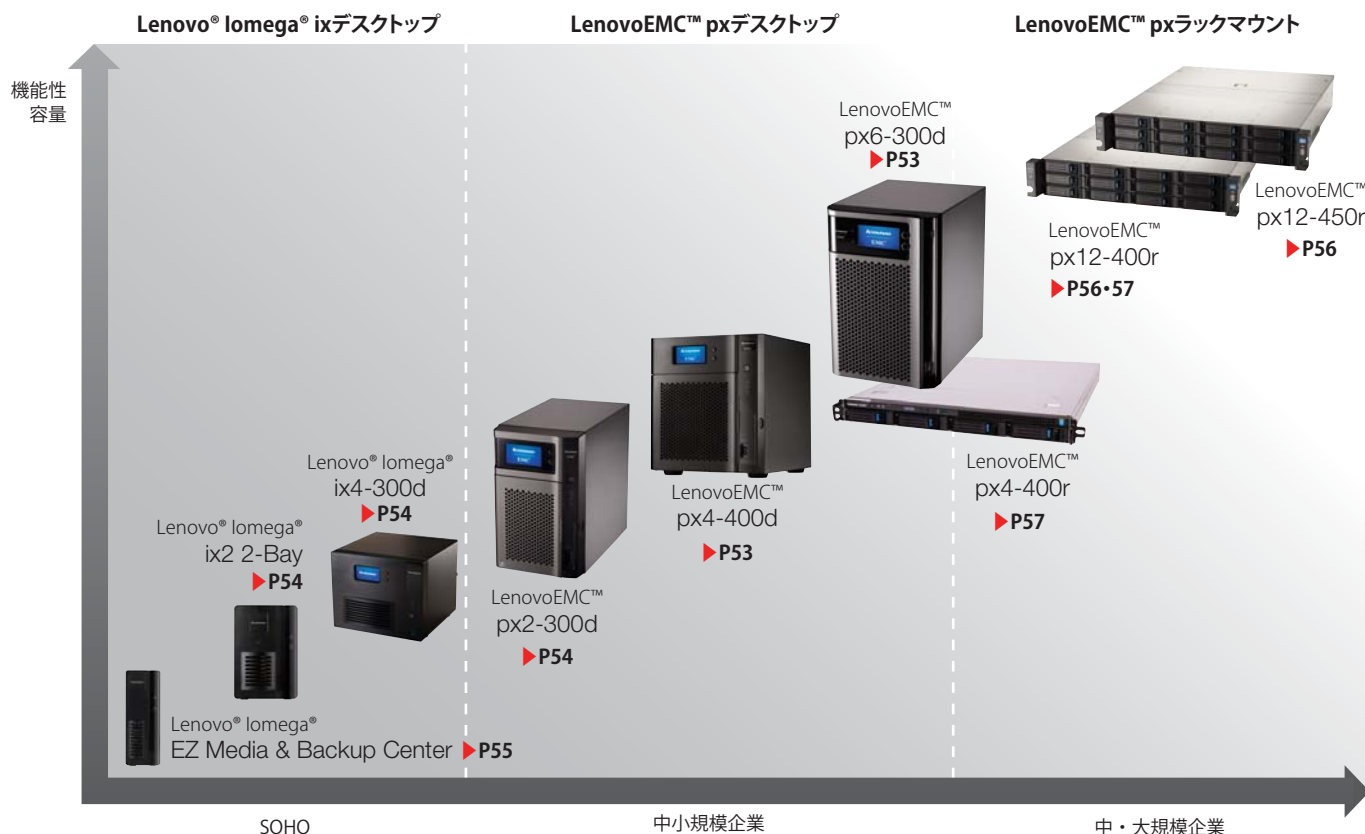 Lenovo® Iomega® ixデスクトップ
LenovoEMC™ pxデスクトップ
LenovoEMC™ pxラックマウント
機能性
容量
LenovoEMC™
px6-300d
▶P53
LenovoEMC™
px12-450r
▶P56
LenovoEMC™
px12-400r
▶P56・57
Lenovo® Iomega®
ix4-300d
▶P54
LenovoEMC™
px4-400r
▶P57
LenovoEMC™
px4-400d
▶P53
Lenovo® Iomega®
ix2 2-Bay
▶P54
LenovoEMC™
px2-300d
▶P54
Lenovo® Iomega®
EZ Media & Backup Center ▶P55
SOHO
中小規模企業
中・大規模企業